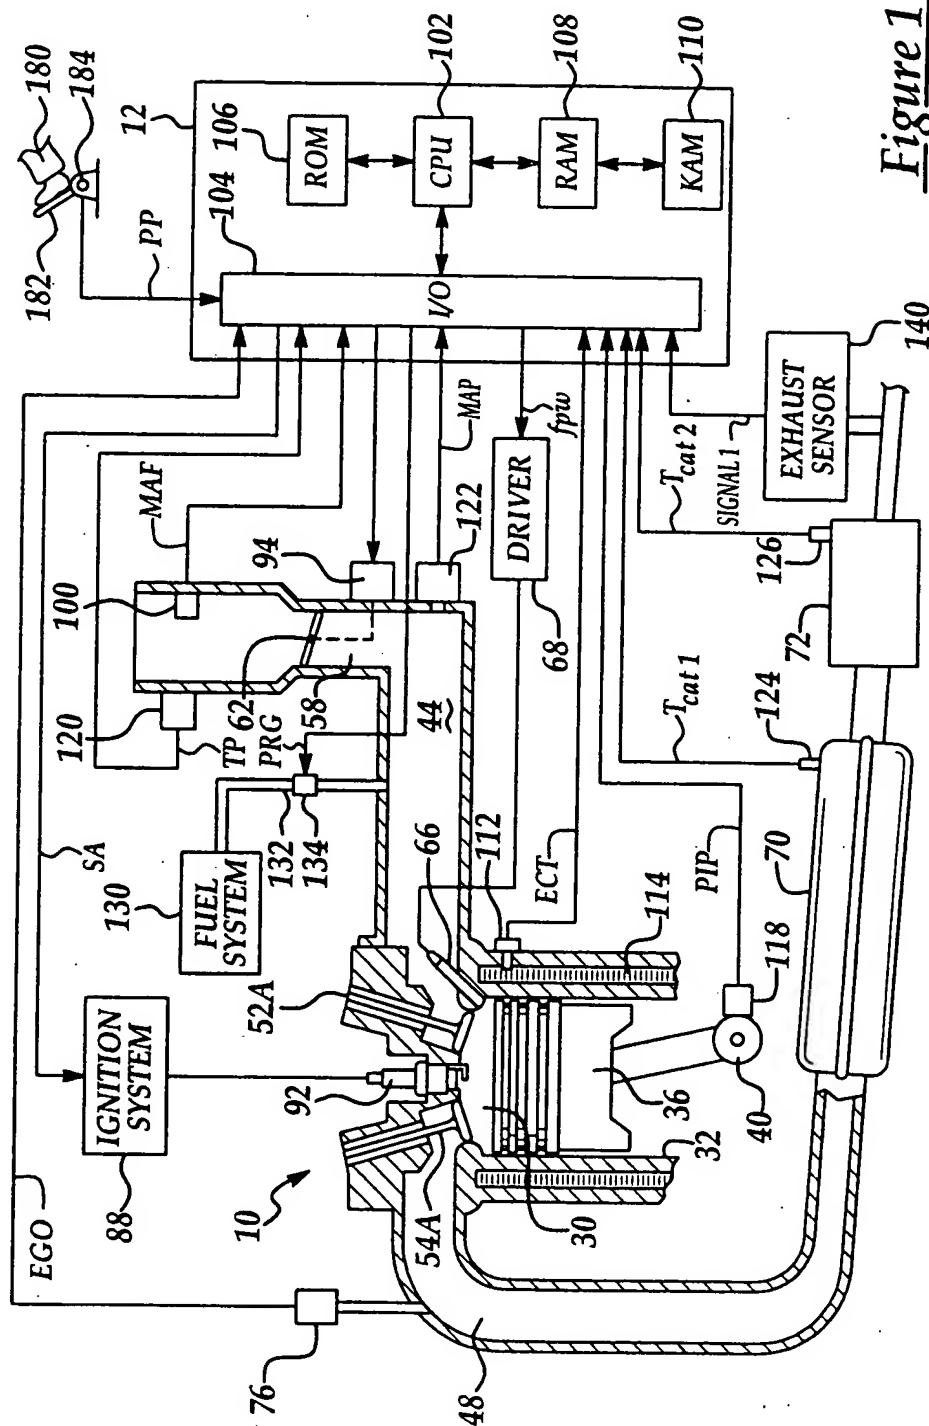 180
184
182
PP
12
104
106
ROM
102
CPU
108
RAM
110
KAM
I/O
Figure 1
MAF
100
120
TP
PRG
62
58
94
122
MAP
fpw
DRIVER
68
44
SA
EGO
130
FUEL
SYSTEM
132
134
66
112
ECT
114
52A
IGNITION
SYSTEM
88
92
10
54A
30
36
32
40
118
PIP
76
48
70
124
Tcat 1
72
126
Tcat 2
SIGNAL 1
EXHAUST
SENSOR
140